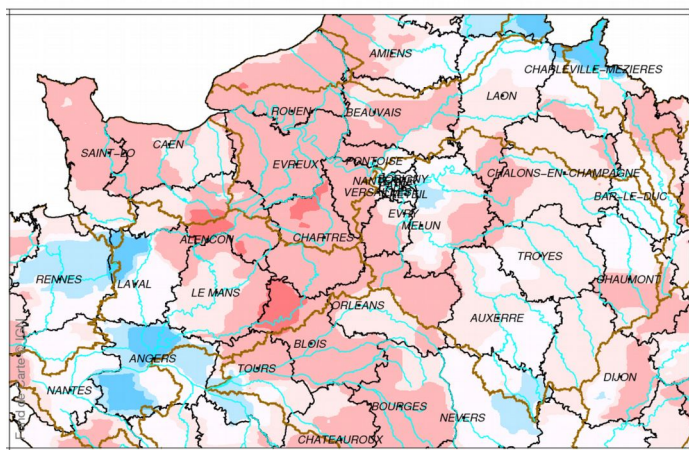 AMIENS
CHARLEVILLE-MEZIERES
LAON
ROUEN
BEAUVAIS
CAEN
SAINT-LO
EVREUX
PONTOISE
CHALONS-EN-CHAMPAGNE
BAR-LE-DUC
EVRY
MELUN
ALENCON
CHARTRES
TROYES
CHAUMONT
RENNES
LAVAL
LE MANS
ORLEANS
AUXERRE
BLOIS
ANGERS
TOURS
DIJON
NANTES
BOURGES
NEVERS
CHATEAUROUX